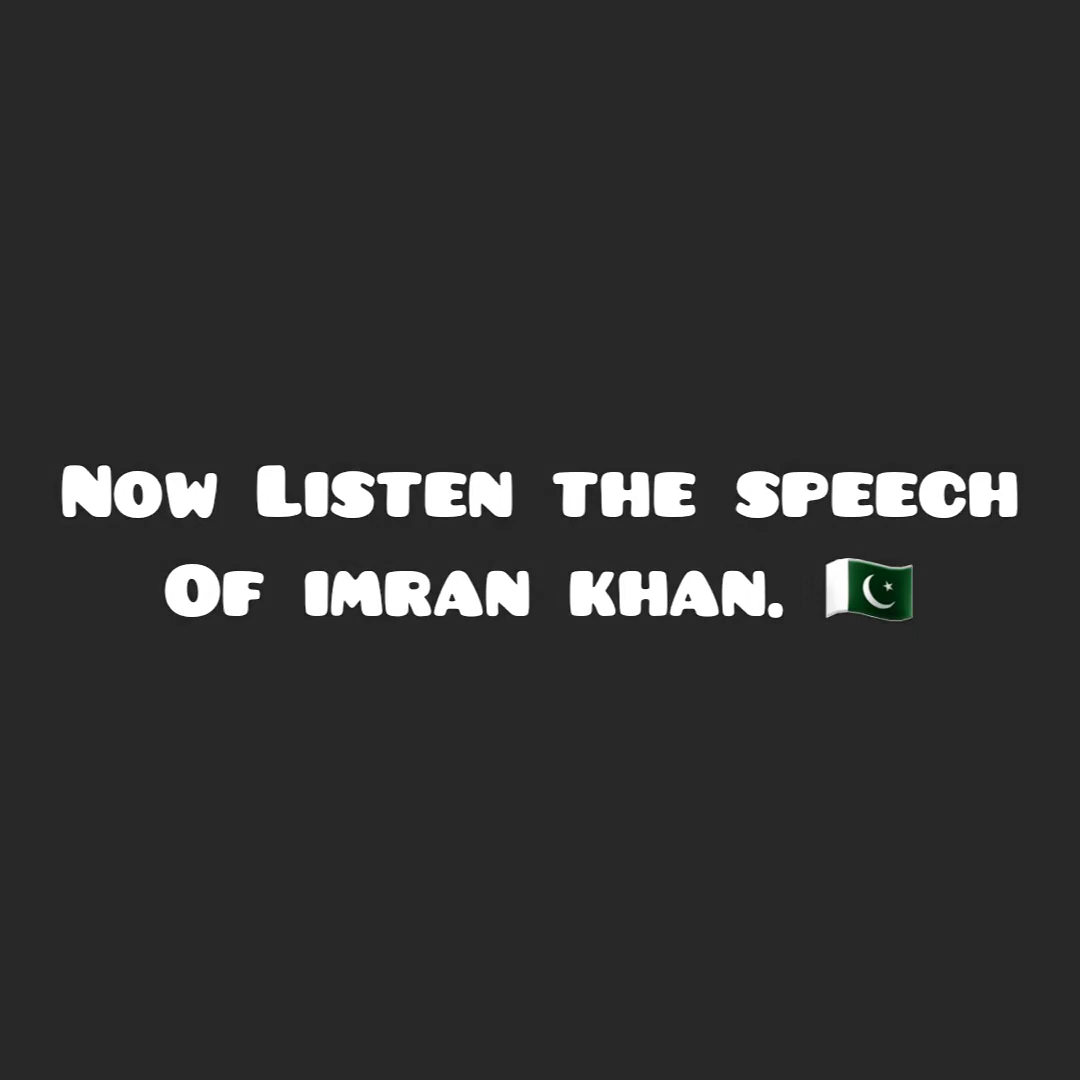 Now Listen the speech
Of imran khan. 🇵🇰